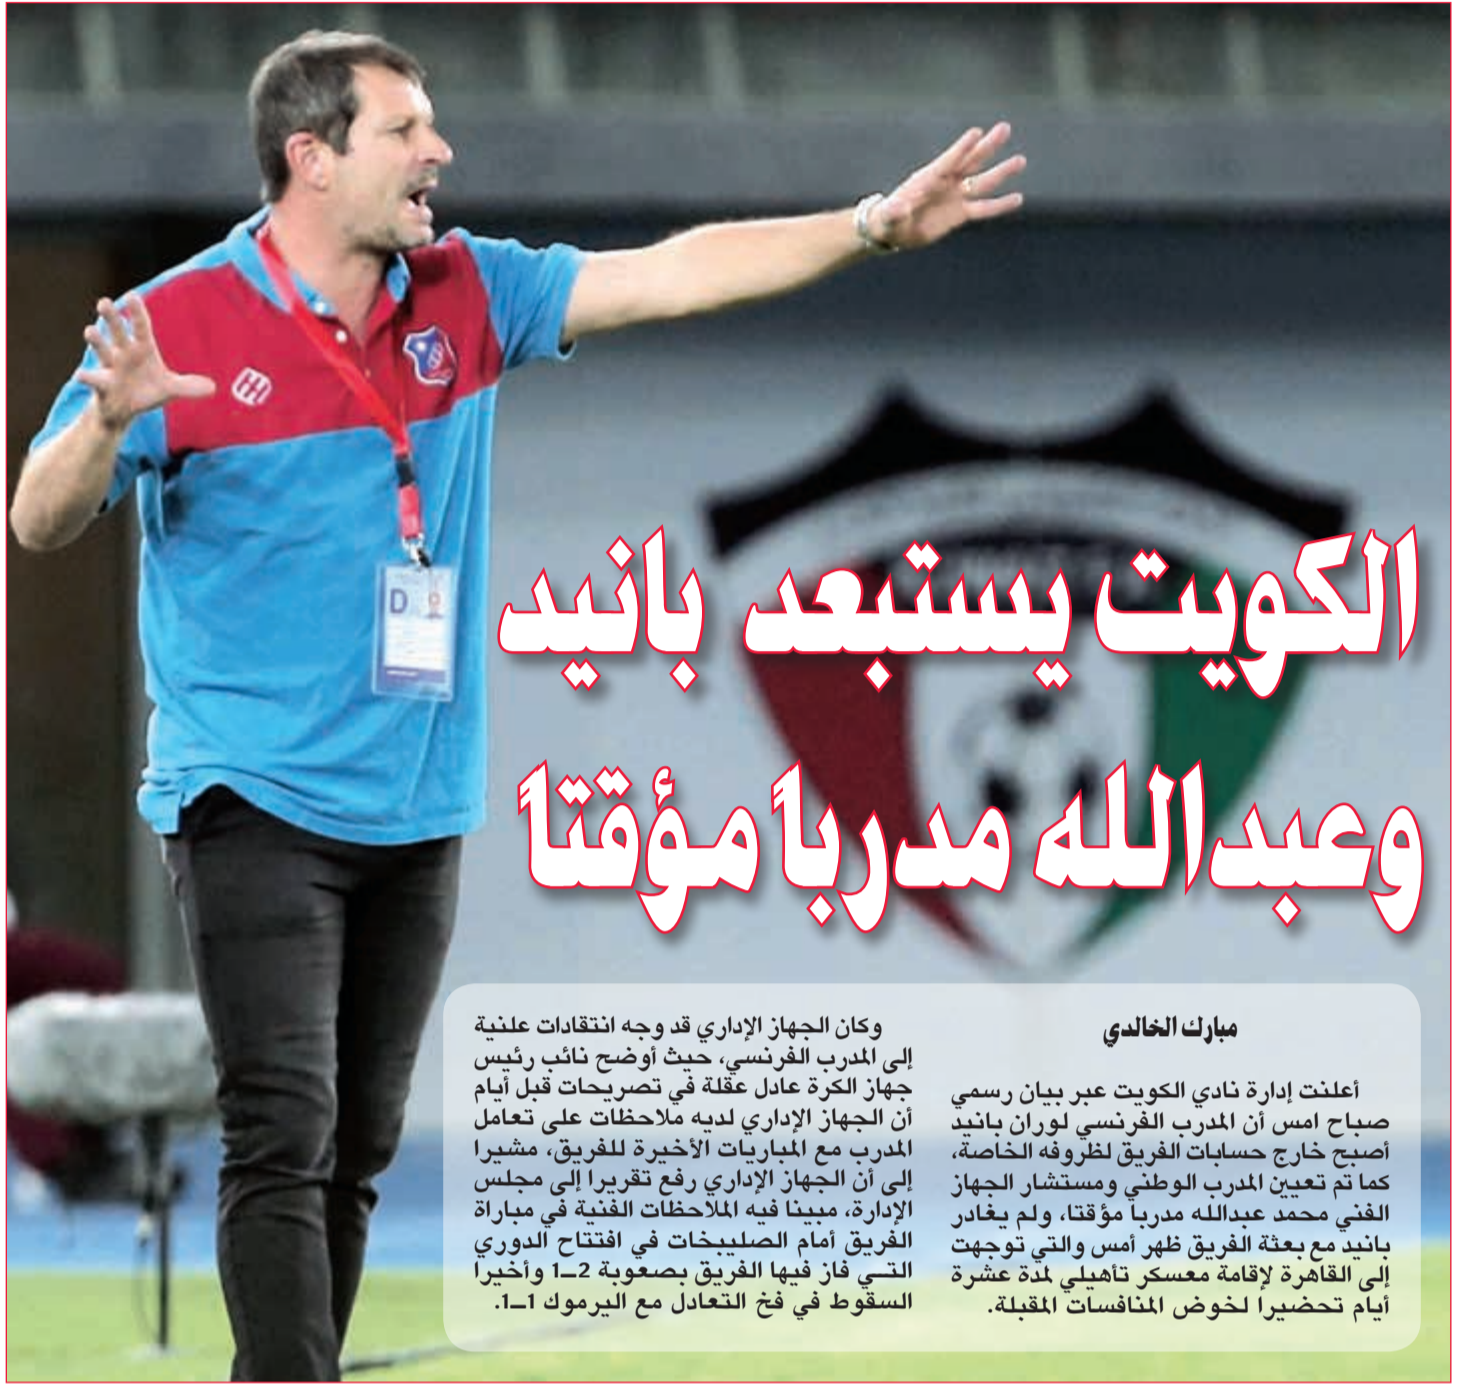 الكويت يستبعد بانيد
وعبدالله مدرباً مؤقتاً
مبارك الخالدي
أعلنت إدارة نادي الكويت عبر بيان رسمي
صباح امس أن المدرب الفرنسي لوران بانيد
أصبح خارج حسابات الفريق لظروفه الخاصة،
كما تم تعيين المدرب الوطني ومستشار الجهاز
الفني محمد عبدالله مدربا مؤقتا، ولم يغادر
بانيد مع بعثة الفريق ظهر أمس والتي توجهت
إلى القاهرة لإقامة معسكر تأهيلي لمدة عشرة
أيام تحضيرا لخوض المنافسات المقبلة.
وكان الجهاز الإداري قد وجه انتقادات علنية
إلى المدرب الفرنسي، حيث أوضح نائب رئيس
جهاز الكرة عادل عقلة في تصريحات قبل أيام
أن الجهاز الإداري لديه ملاحظات على تعامل
المدرب مع المباريات الأخيرة للفريق، مشيرا
إلى أن الجهاز الإداري رفع تقريرا إلى مجلس
الإدارة، مبينا فيه الملاحظات الفنية في مباراة
الفريق أمام الصليبخات في افتتاح الدوري
التــي فاز فيها الفريق بصعوبة 2ــ1 وأخيرا
السقوط في فخ التعادل مع اليرموك 1ــ1.
D